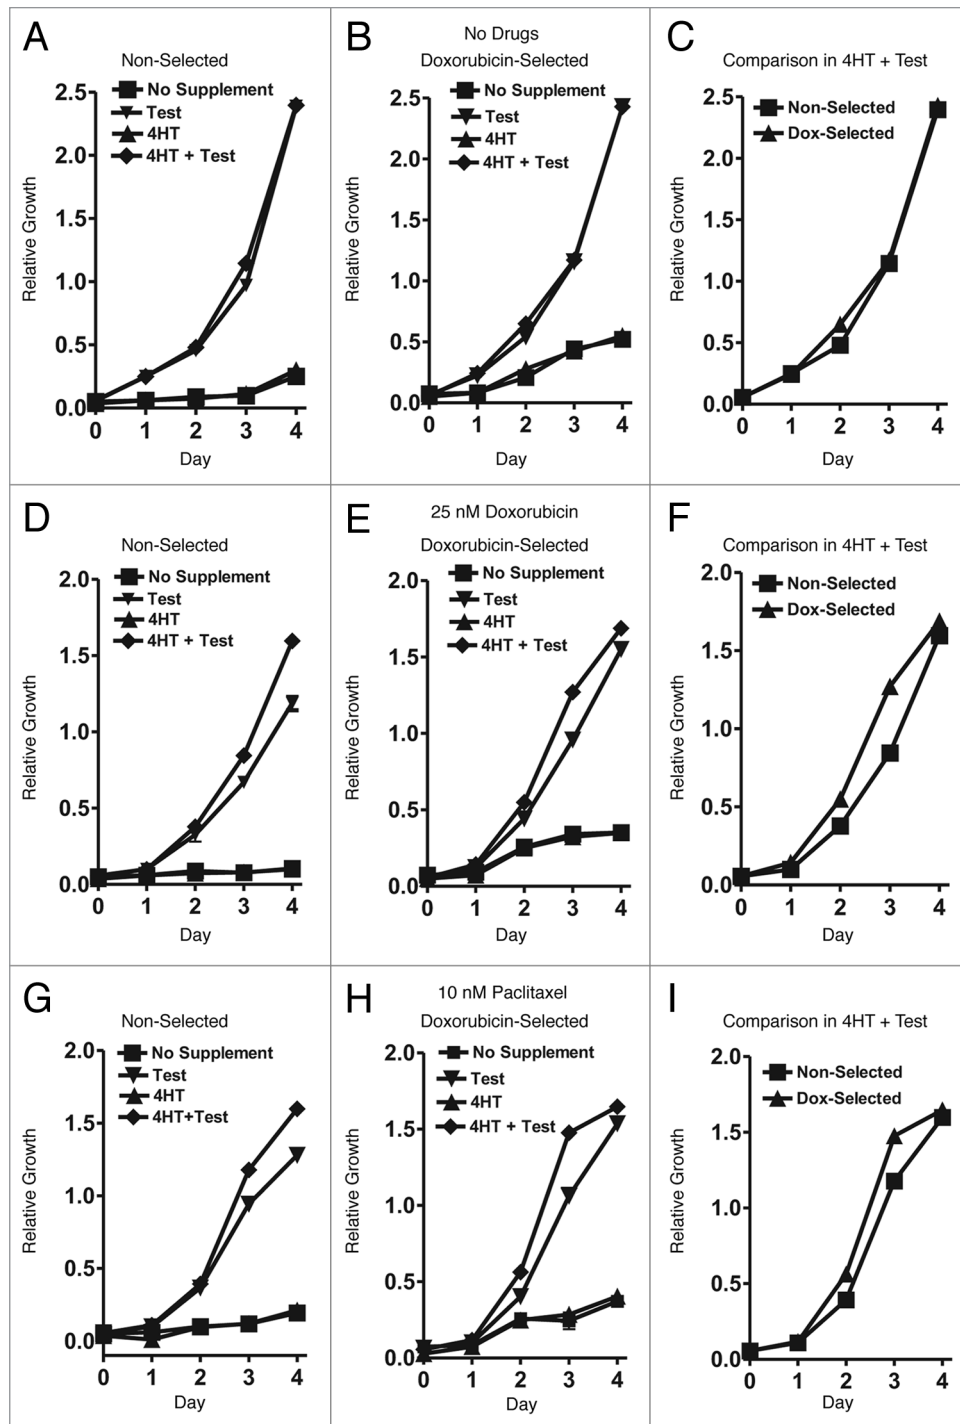 A
Non-Selected
No Supplement
Test
4HT
4HT + Test
2.5
2.0
1.5
1.0
0.5
0.0
Relative Growth
0 1 2 3 4
Day
B
No Drugs
Doxorubicin-Selected
No Supplement
Test
4HT
4HT + Test
2.5
2.0
1.5
1.0
0.5
0.0
Relative Growth
0 1 2 3 4
Day
C
Comparison in 4HT + Test
Non-Selected
Dox-Selected
2.5
2.0
1.5
1.0
0.5
0.0
Relative Growth
0 1 2 3 4
Day
D
Non-Selected
No Supplement
Test
4HT
4HT + Test
2.0
1.5
1.0
0.5
0.0
Relative Growth
0 1 2 3 4
Day
E
25 nM Doxorubicin
Doxorubicin-Selected
No Supplement
Test
4HT
4HT + Test
2.0
1.5
1.0
0.5
0.0
Relative Growth
0 1 2 3 4
Day
F
Comparison in 4HT + Test
Non-Selected
Dox-Selected
2.0
1.5
1.0
0.5
0.0
Relative Growth
0 1 2 3 4
Day
G
Non-Selected
No Supplement
Test
4HT
4HT+Test
2.0
1.5
1.0
0.5
0.0
Relative Growth
0 1 2 3 4
Day
H
10 nM Paclitaxel
Doxorubicin-Selected
No Supplement
Test
4HT
4HT + Test
2.0
1.5
1.0
0.5
0.0
Relative Growth
0 1 2 3 4
Day
I
Comparison in 4HT + Test
Non-Selected
Dox-Selected
2.0
1.5
1.0
0.5
0.0
Relative Growth
0 1 2 3 4
Day